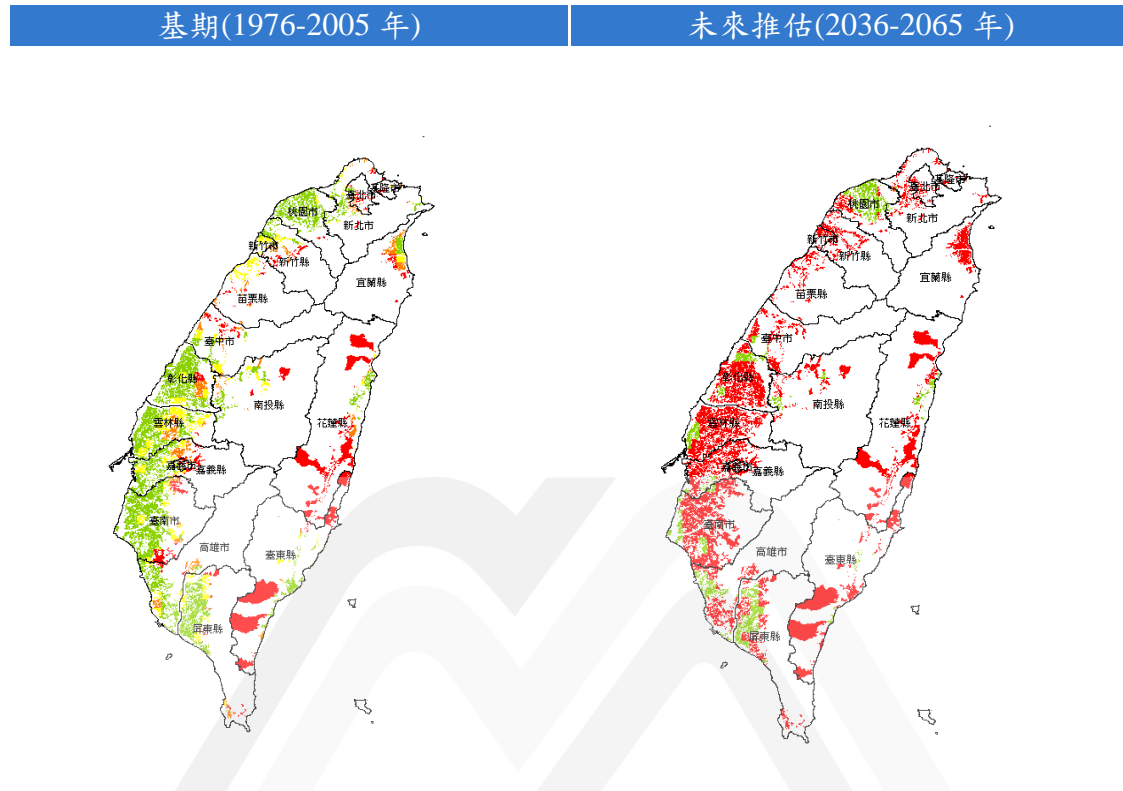 基期(1976-2005 年)
未來推估(2036-2065 年)
基隆市
臺北市
桃園市
新北市
新竹市
新竹縣
宜蘭縣
苗栗縣
臺中市
彰化縣
南投縣
雲林縣
花蓮縣
嘉義市
嘉義縣
臺南市
高雄市
臺東縣
屏東縣
基隆市
臺北市
桃園市
新北市
新竹市
新竹縣
宜蘭縣
苗栗縣
臺中市
彰化縣
南投縣
雲林縣
花蓮縣
嘉義市
嘉義縣
臺南市
高雄市
臺東縣
屏東縣